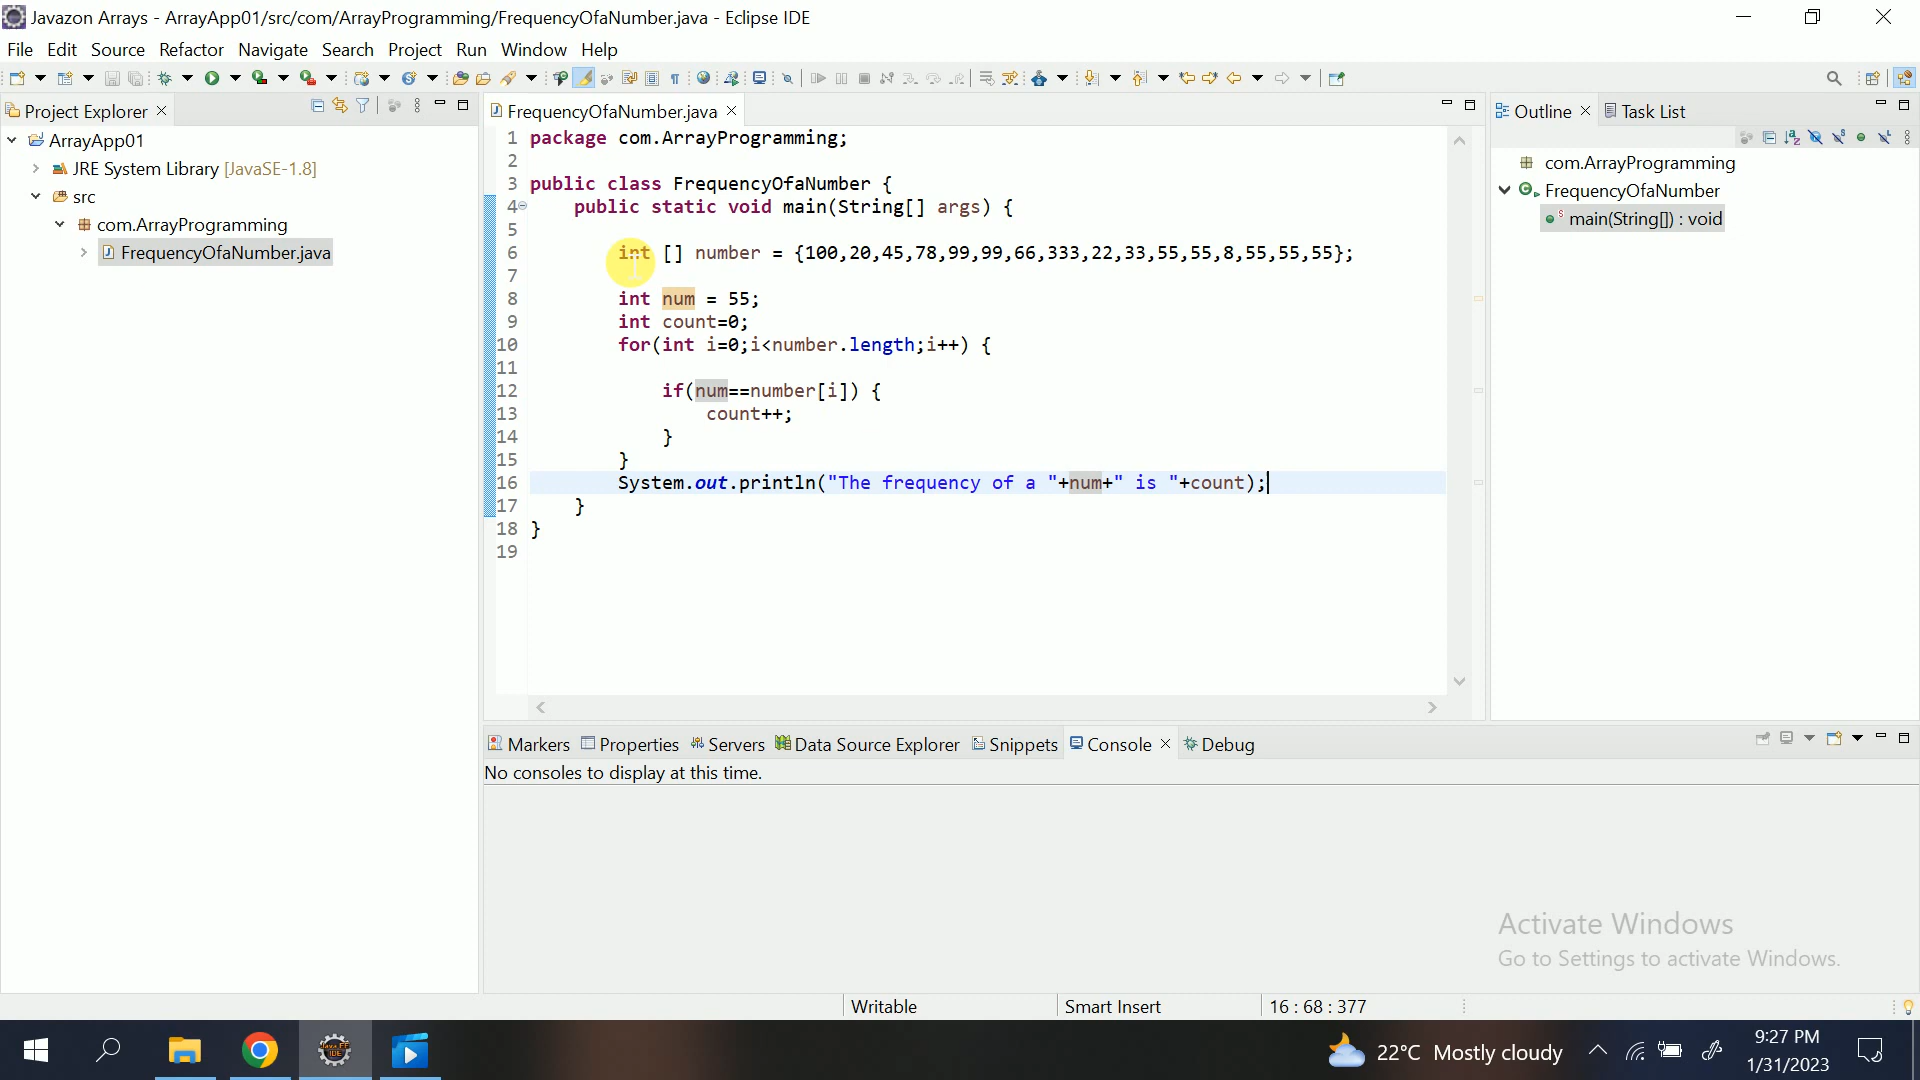 Javazon Arrays - ArrayApp01/src/com/ArrayProgramming/FrequencyOfaNumber.java - Eclipse IDE
File Edit Source Refactor Navigate Search Project Run Window Help
Project Explorer
ArrayApp01
JRE System Library [JavaSE-1.8]
src
com.ArrayProgramming
FrequencyOfaNumber.java
FrequencyOfaNumber.java
1 package com.ArrayProgramming;
2
3 public class FrequencyOfaNumber {
4 public static void main(String[] args) {
5
6 int [] number = {100,20,45,78,99,99,66,333,22,33,55,55,8,55,55,55};
7
8 int num = 55;
9 int count=0;
10 for(int i=0;i<number.length;i++) {
11
12 if(num==number[i]) {
13 count++;
14 }
15 }
16 System.out.println("The frequency of a "+num+" is "+count);
17 }
18 }
19
Outline Task List
com.ArrayProgramming
FrequencyOfaNumber
main(String[]) : void
Markers Properties Servers Data Source Explorer Snippets Console Debug
No consoles to display at this time.
Activate Windows
Go to Settings to activate Windows.
Writable Smart Insert 16 : 68 : 377
22°C Mostly cloudy
9:27 PM
1/31/2023